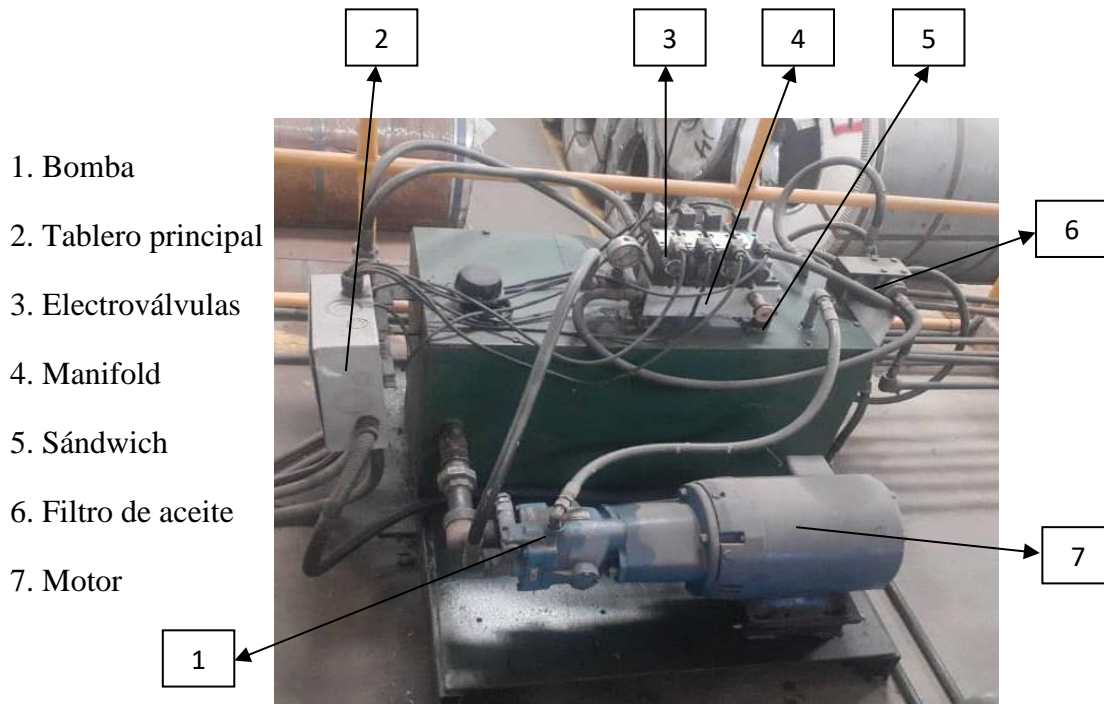 2
3
4
5
1. Bomba
2. Tablero principal
6
3. Electroválvulas
4. Manifold
5. Sándwich
6. Filtro de aceite
7
7. Motor
1